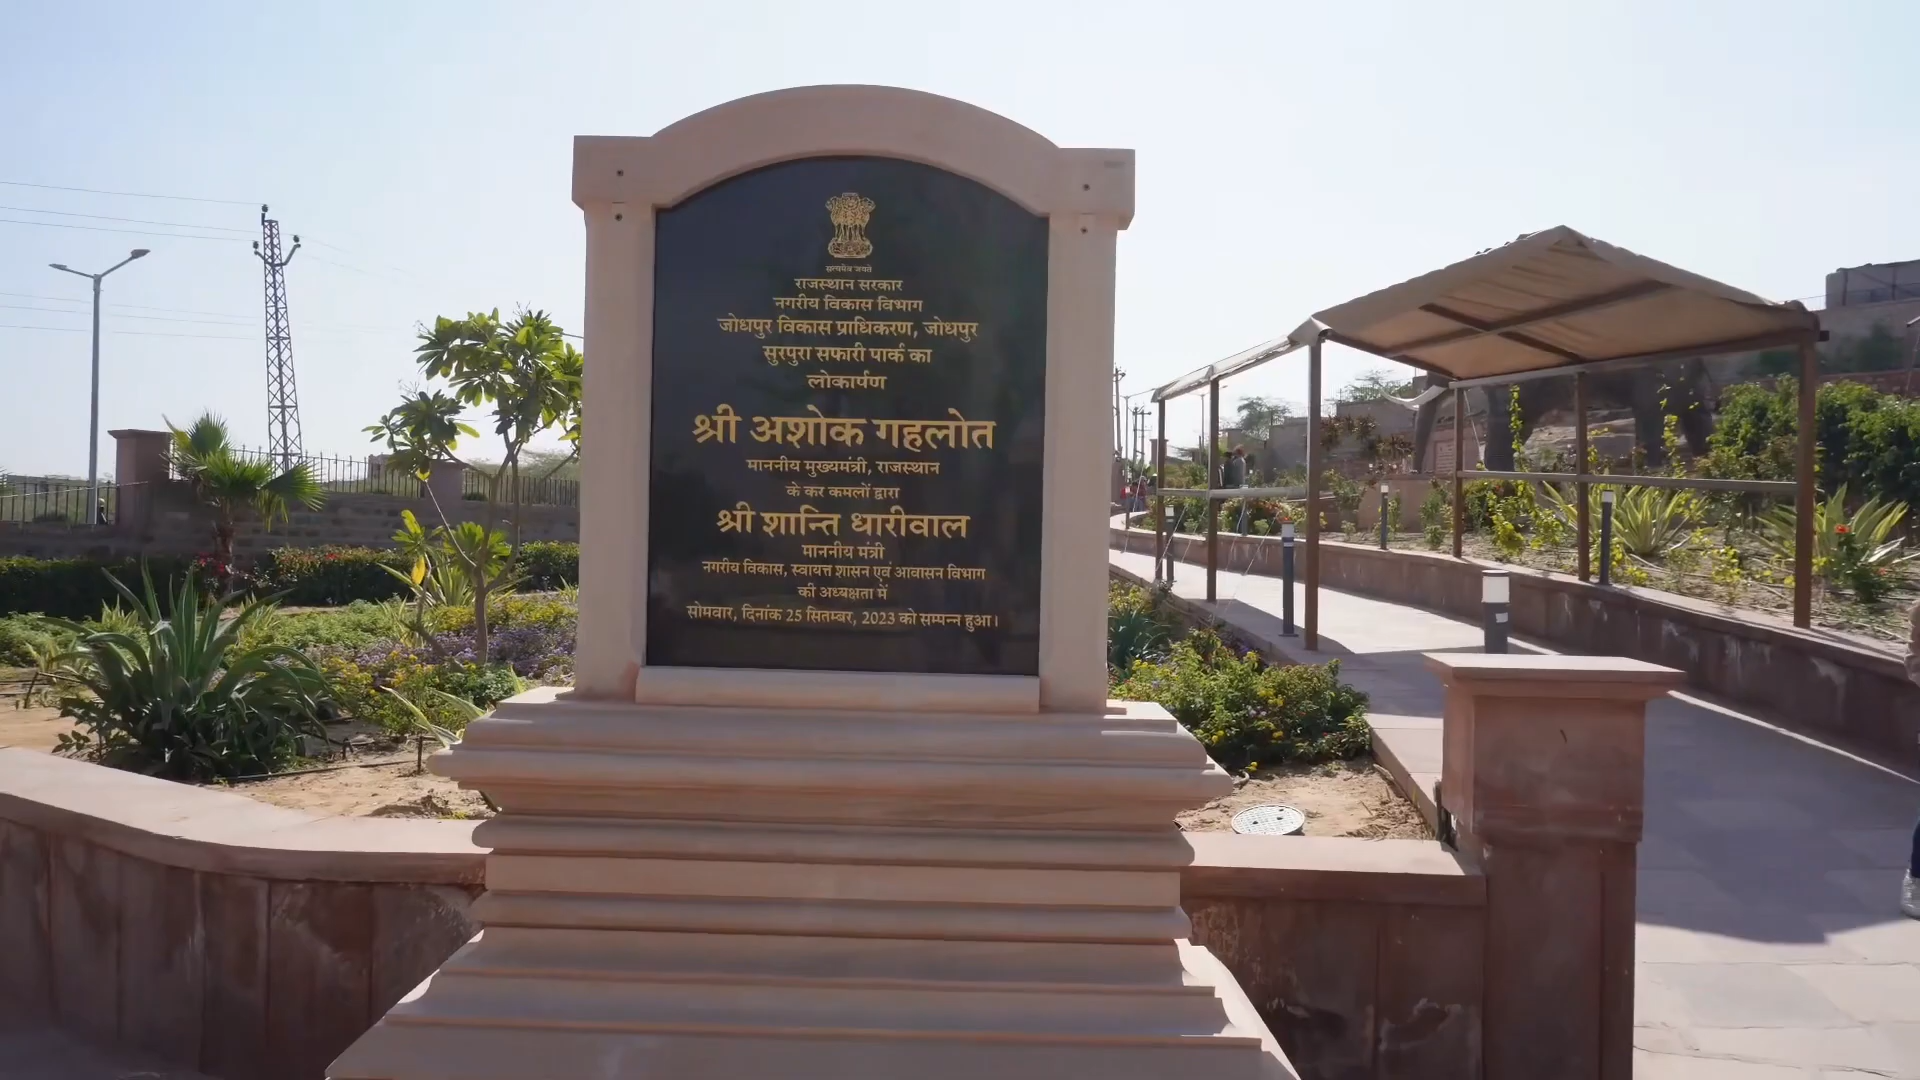 सत्यमेव जयते
राजस्थान सरकार
नगरीय विकास विभाग
जोधपुर विकास प्राधिकरण, जोधपुर
सुरपुरा सफारी पार्क का
लोकार्पण
श्री अशोक गहलोत
माननीय मुख्यमंत्री, राजस्थान
के कर कमलों द्वारा
श्री शान्ति धारीवाल
माननीय मंत्री
नगरीय विकास, स्वायत्त शासन एवं आवासन विभाग
की अध्यक्षता में
सोमवार, दिनांक 25 सितम्बर, 2023 को सम्पन्न हुआ।